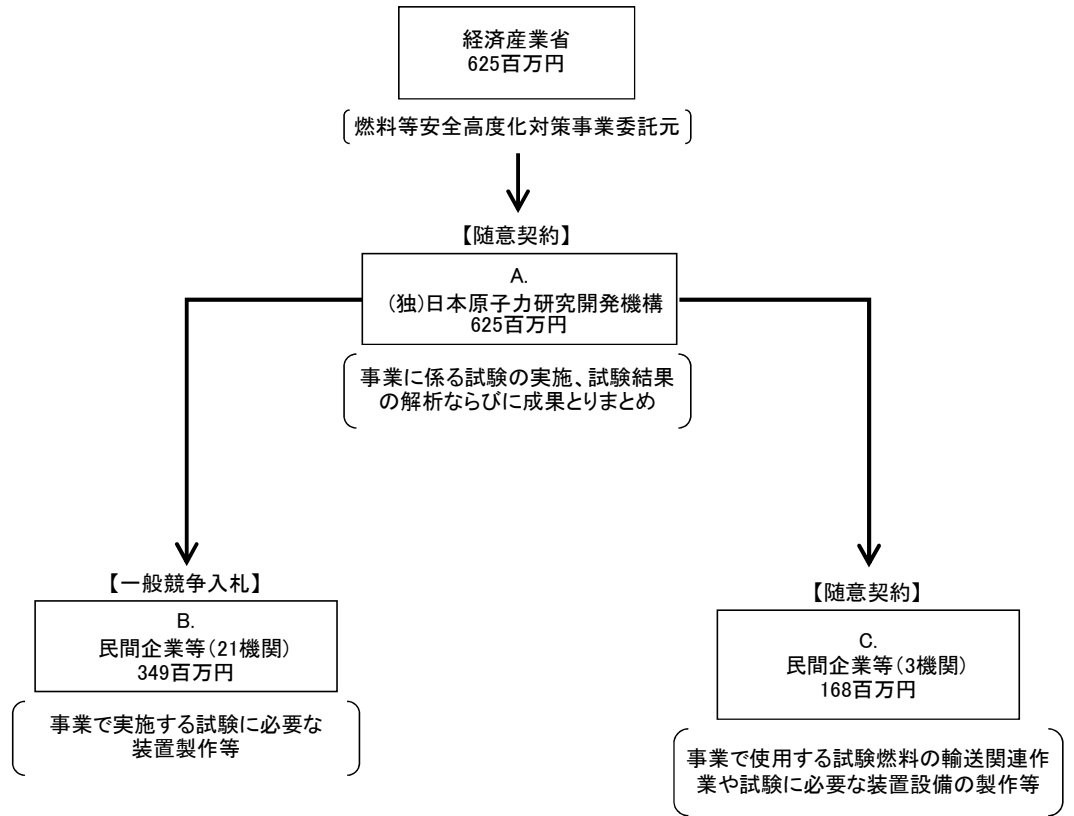 経済産業省
625百万円
燃料等安全高度化対策事業委託元
【随意契約】
A.
(独)日本原子力研究開発機構
625百万円
事業に係る試験の実施、試験結果
の解析ならびに成果とりまとめ
【一般競争入札】
B.
民間企業等(21機関)
349百万円
事業で実施する試験に必要な
装置製作等
【随意契約】
C.
民間企業等(3機関)
168百万円
事業で使用する試験燃料の輸送関連作
業や試験に必要な装置設備の製作等